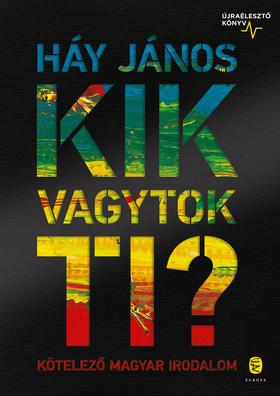 ÚJRAÉLESZTŐ
KÖNYV
HÁY JÁNOS
KIK
VAGYTOK
TI?
KÖTELEZŐ MAGYAR IRODALOM
EURÓPA